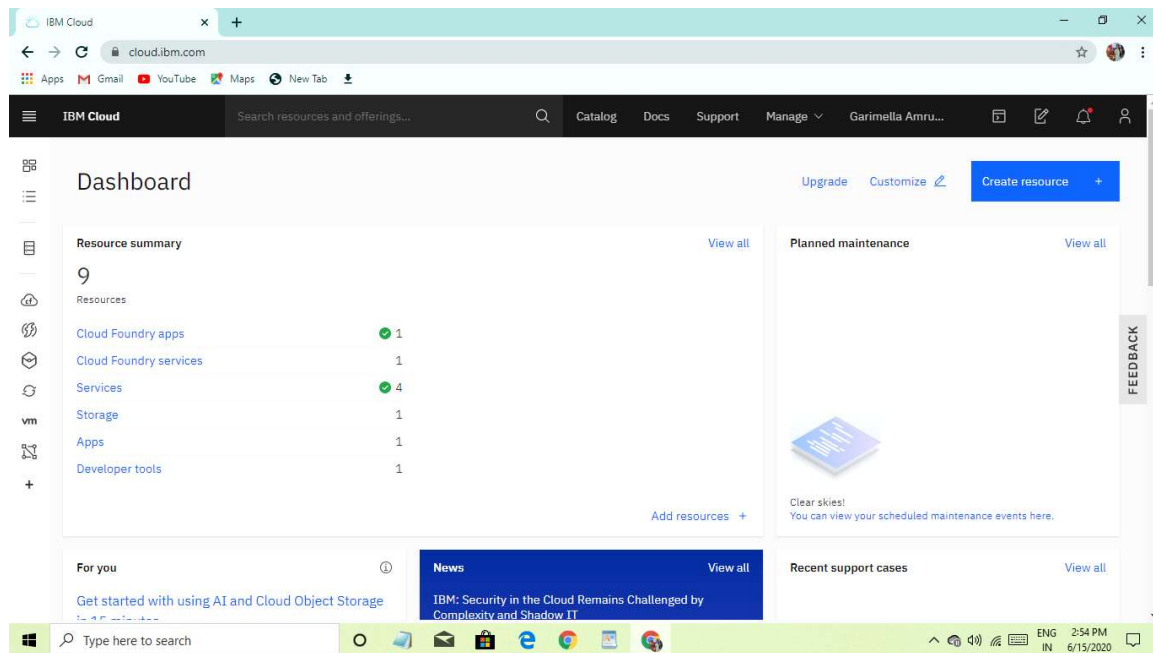 IBM Cloud
cloud.ibm.com
Apps Gmail YouTube Maps New Tab
IBM Cloud Search resources and offerings... Catalog Docs Support Manage Garimella Amru...
Dashboard Upgrade Customize Create resource +
Resource summary View all
9
Resources
Cloud Foundry apps 1
Cloud Foundry services 1
Services 4
Storage 1
Apps 1
Developer tools 1
Add resources +
Planned maintenance View all
Clear skies!
You can view your scheduled maintenance events here.
cf
vm
FEEDBACK
For you
Get started with using AI and Cloud Object Storage
in 15 minutes
News View all
IBM: Security in the Cloud Remains Challenged by
Complexity and Shadow IT
Recent support cases View all
Type here to search
ENG
IN
2:54 PM
6/15/2020